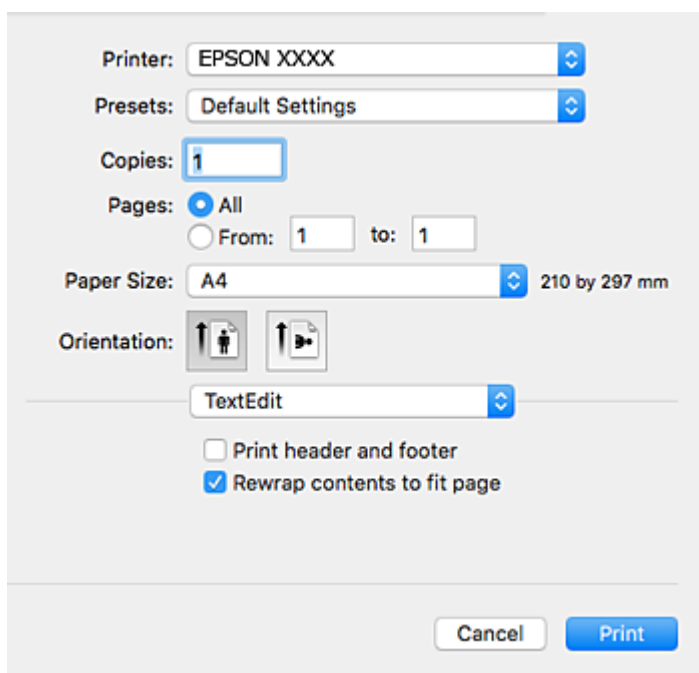 Printer: EPSON XXXX
Presets: Default Settings
Copies: 1
Pages: All
From: 1 to: 1
Paper Size: A4 210 by 297 mm
Orientation:
TextEdit
Print header and footer
Rewrap contents to fit page
Cancel Print